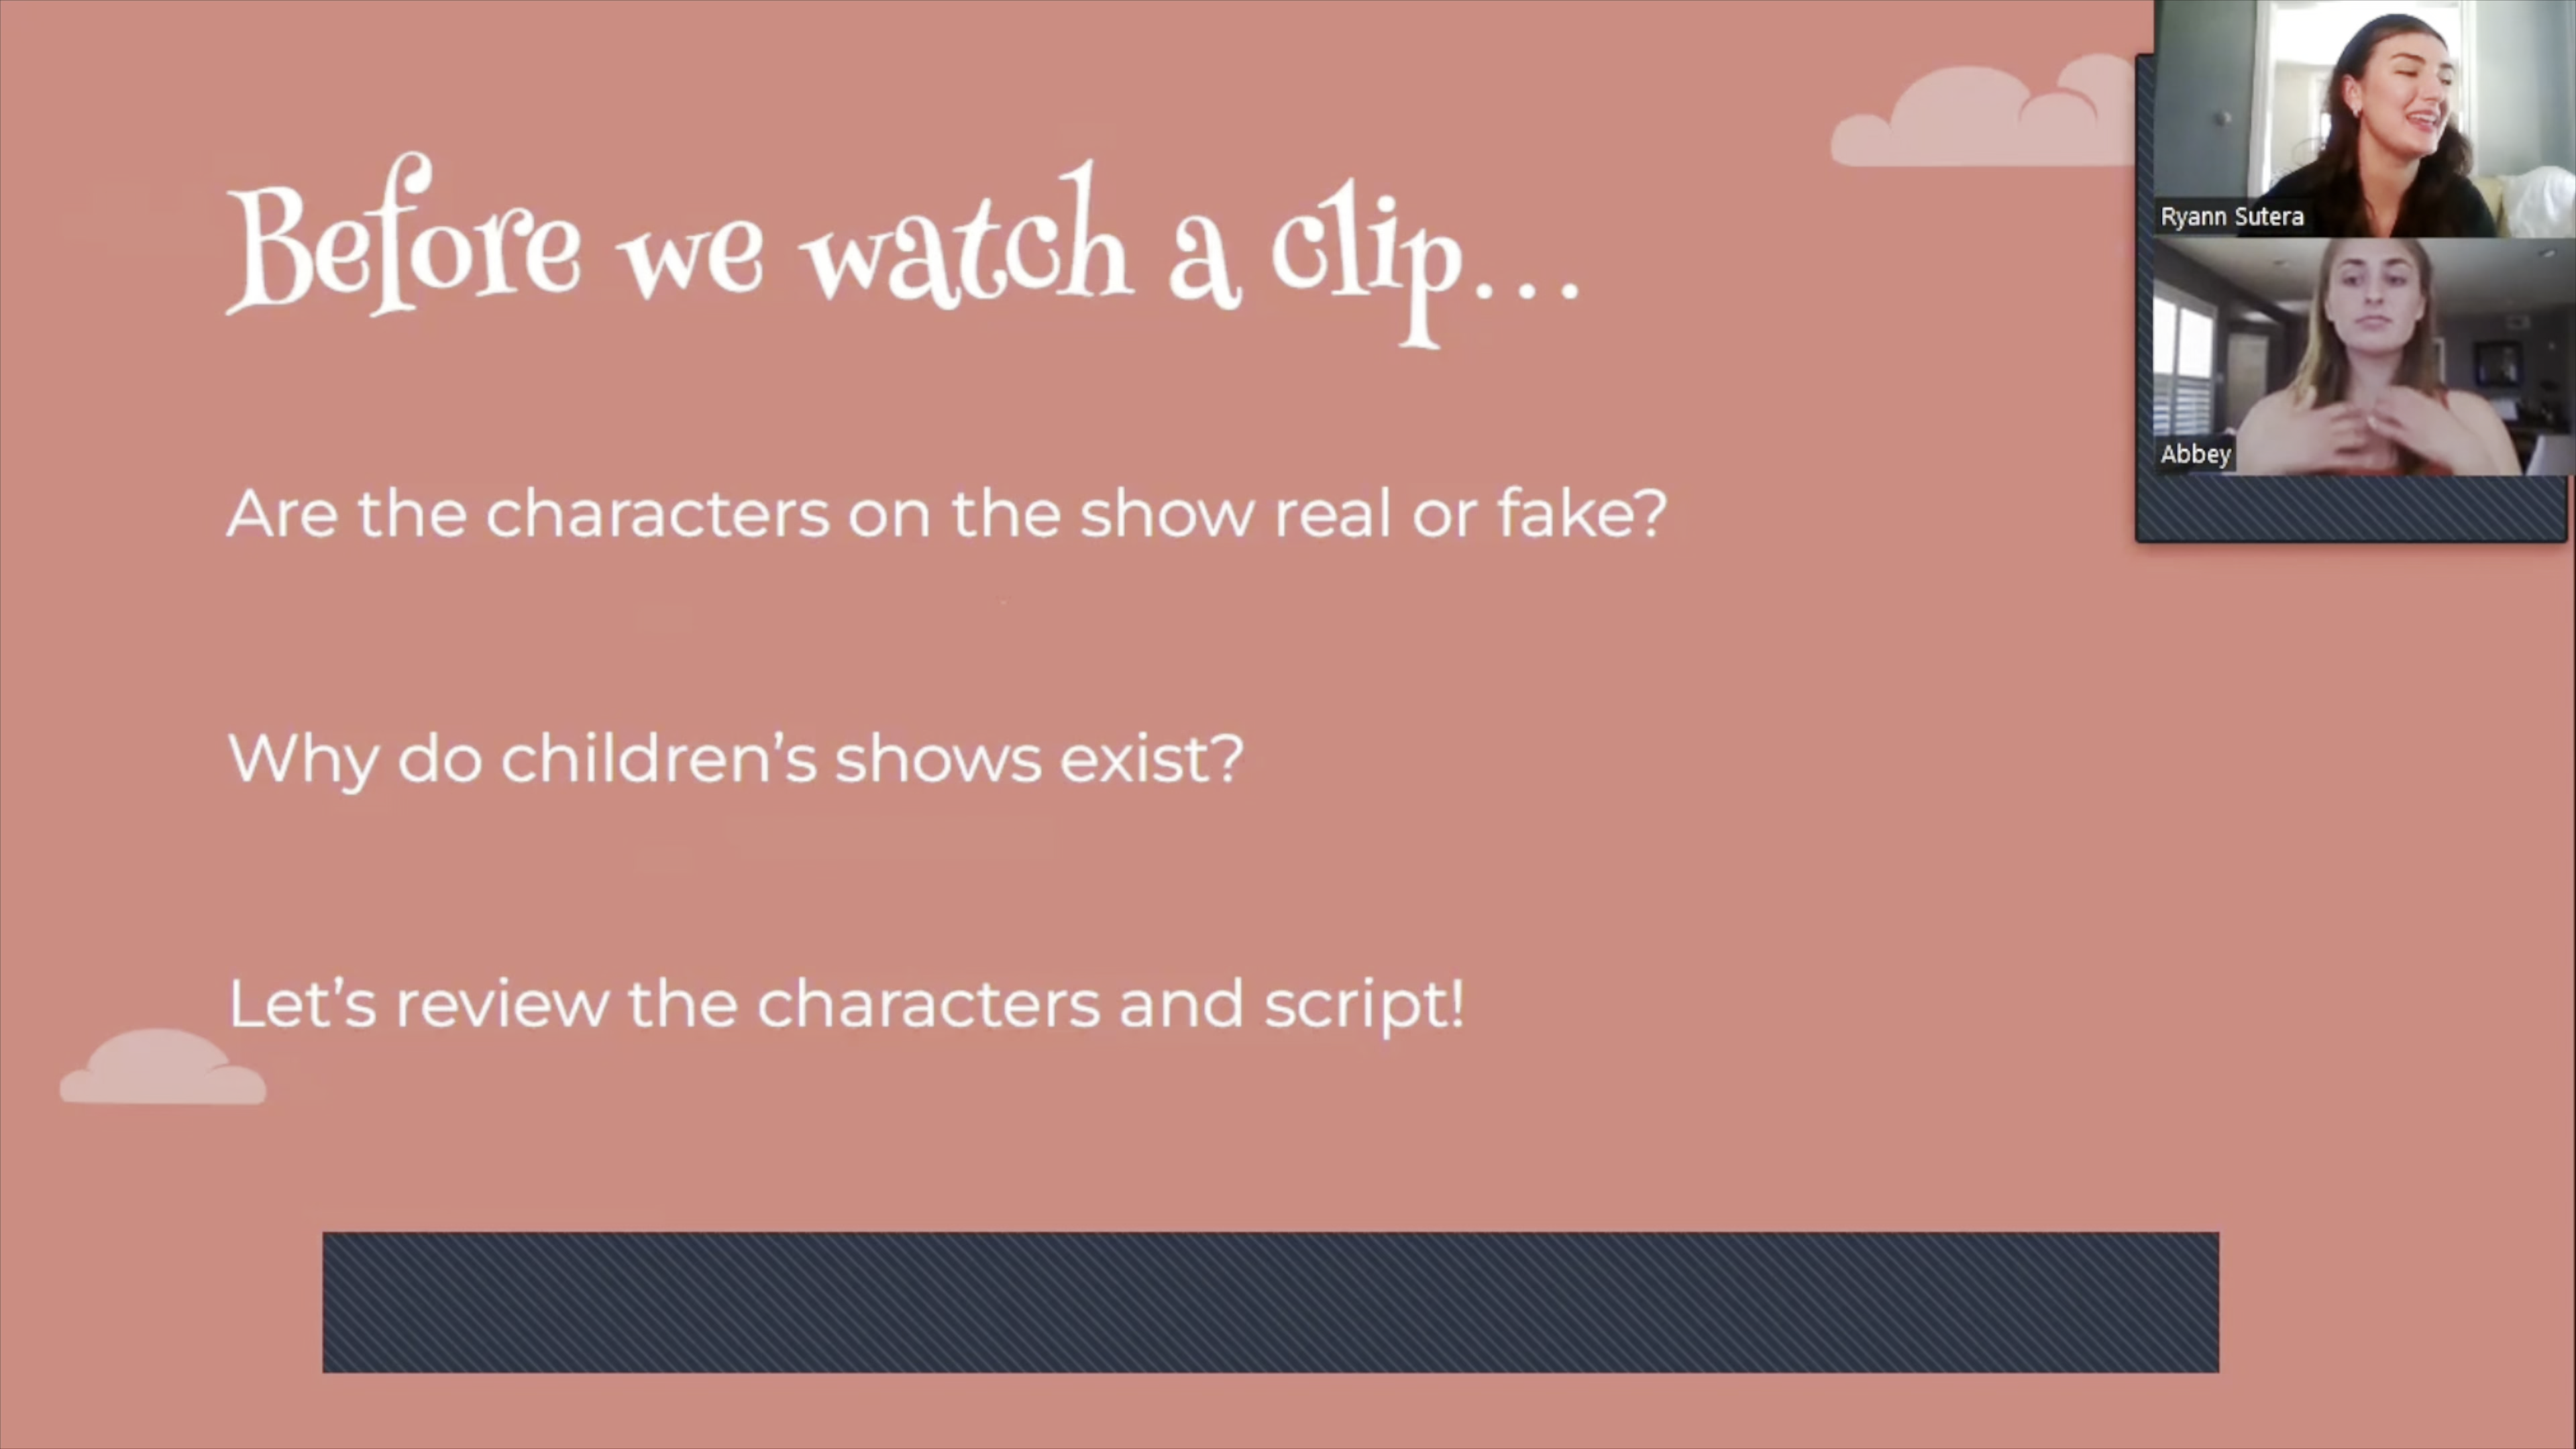 Before we watch a clip...
Are the characters on the show real or fake?
Why do children’s shows exist?
Let’s review the characters and script!
Ryann Sutera
Abbey